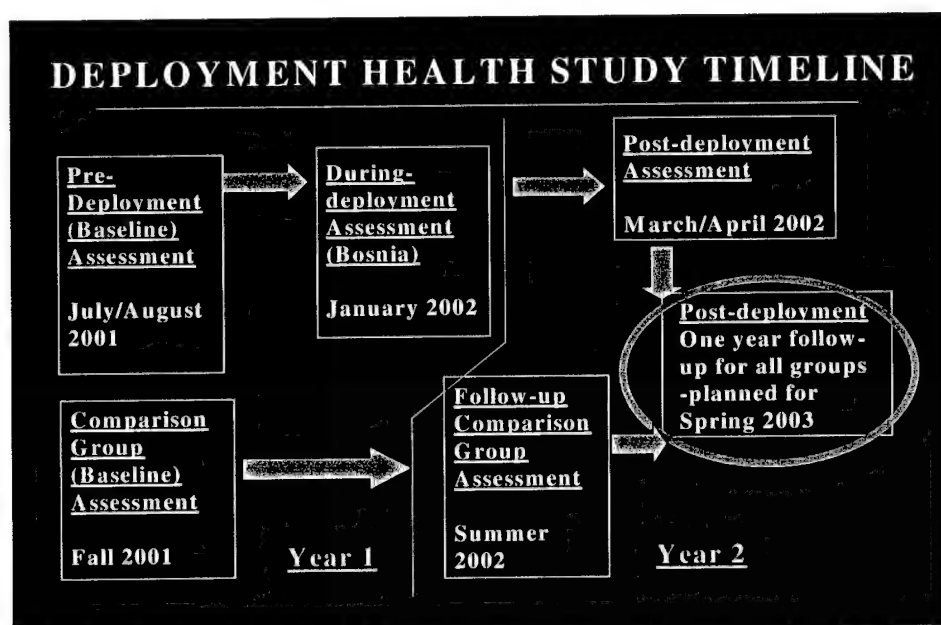 DEPLOYMENT HEALTH STUDY TIMELINE
Pre-
Deployment
(Baseline)
Assessment
July/August
2001
During-
deployment
Assessment
(Bosnia)
January 2002
Post-deployment
Assessment
March/April 2002
Post-deployment
One year follow-
up for all groups
-planned for
Spring 2003
Comparison
Group
(Baseline)
Assessment
Fall 2001
Year 1
Follow-up
Comparison
Group
Assessment
Summer
2002
Year 2